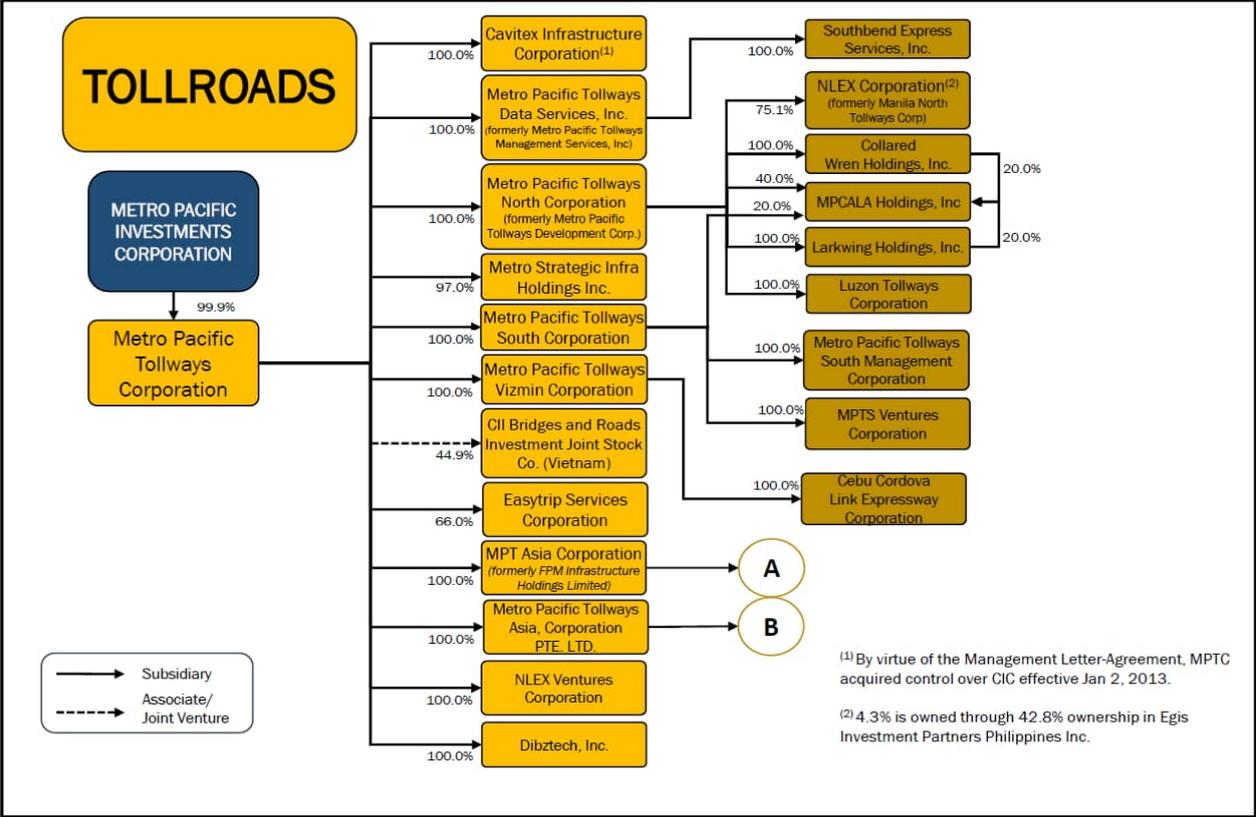 TOLLROADS
METRO PACIFIC
INVESTMENTS
CORPORATION
99.9%
Metro Pacific
Tollways
Corporation
Cavitex Infrastructure
Corporation(1)
100.0%
Metro Pacific Tollways
Data Services, Inc.
(formerly Metro Pacific Tollways
Management Services, Inc)
100.0%
Metro Pacific Tollways
North Corporation
(formerly Metro Pacific
Tollways Development Corp.)
100.0%
Metro Strategic Infra
Holdings Inc.
97.0%
Metro Pacific Tollways
South Corporation
100.0%
Metro Pacific Tollways
Vizmin Corporation
100.0%
CII Bridges and Roads
Investment Joint Stock
Co. (Vietnam)
44.9%
Easytrip Services
Corporation
66.0%
MPT Asia Corporation
(formerly FPM Infrastructure
Holdings Limited)
100.0%
Metro Pacific Tollways
Asia, Corporation
PTE. LTD.
100.0%
NLEX Ventures
Corporation
100.0%
Dibztech, Inc.
100.0%
Southbend Express
Services, Inc.
100.0%
NLEX Corporation(2)
(formerly Manila North
Tollways Corp)
75.1%
Collared
Wren Holdings, Inc.
100.0%
20.0%
MPCALA Holdings, Inc
40.0%
20.0%
Larkwing Holdings, Inc.
100.0%
20.0%
Luzon Tollways
Corporation
100.0%
Metro Pacific Tollways
South Management
Corporation
100.0%
MPTS Ventures
Corporation
100.0%
Cebu Cordova
Link Expressway
Corporation
100.0%
A
B
Subsidiary
Associate/
Joint Venture
(1) By virtue of the Management Letter-Agreement, MPTC
acquired control over CIC effective Jan 2, 2013.
(2) 4.3% is owned through 42.8% ownership in Egis
Investment Partners Philippines Inc.